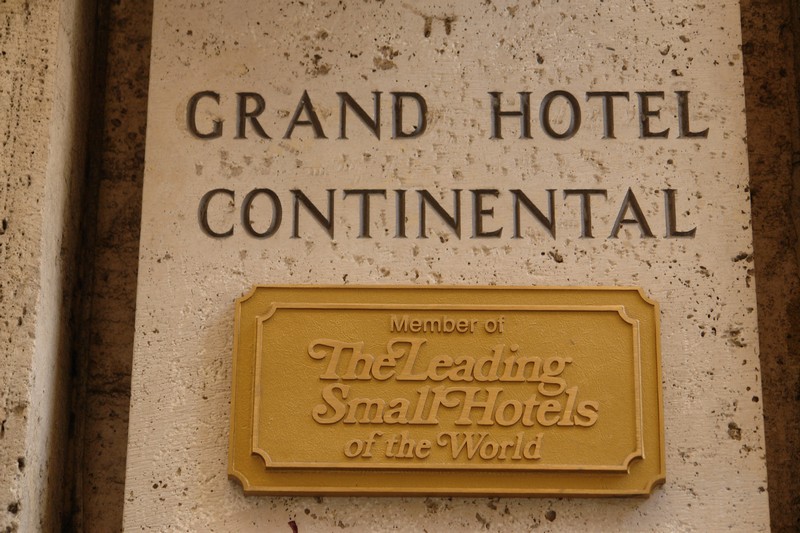 GRAND HOTEL
CONTINENTAL
Member of
The Leading
Small Hotels
of the World